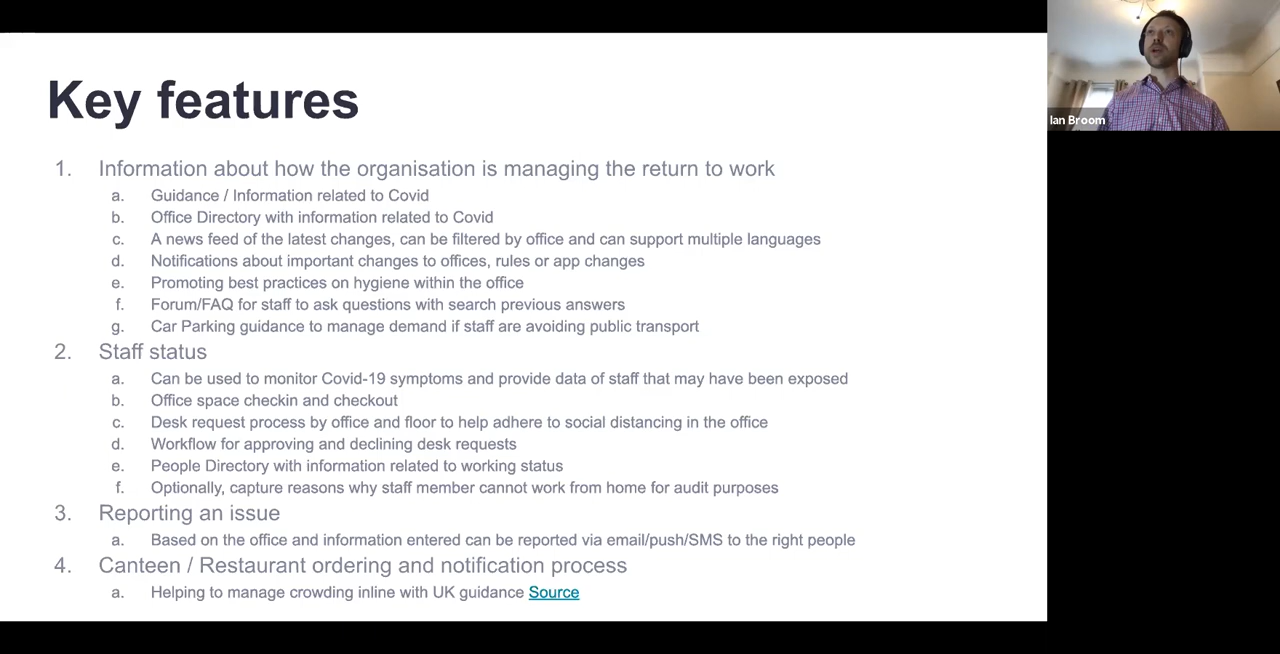 Key features
1. Information about how the organisation is managing the return to work
a. Guidance / Information related to Covid
b. Office Directory with information related to Covid
c. A news feed of the latest changes, can be filtered by office and can support multiple languages
d. Notifications about important changes to offices, rules or app changes
e. Promoting best practices on hygiene within the office
f. Forum/FAQ for staff to ask questions with search previous answers
g. Car Parking guidance to manage demand if staff are avoiding public transport
2. Staff status
a. Can be used to monitor Covid-19 symptoms and provide data of staff that may have been exposed
b. Office space checkin and checkout
c. Desk request process by office and floor to help adhere to social distancing in the office
d. Workflow for approving and declining desk requests
e. People Directory with information related to working status
f. Optionally, capture reasons why staff member cannot work from home for audit purposes
3. Reporting an issue
a. Based on the office and information entered can be reported via email/push/SMS to the right people
4. Canteen / Restaurant ordering and notification process
a. Helping to manage crowding inline with UK guidance Source
Ian Broom